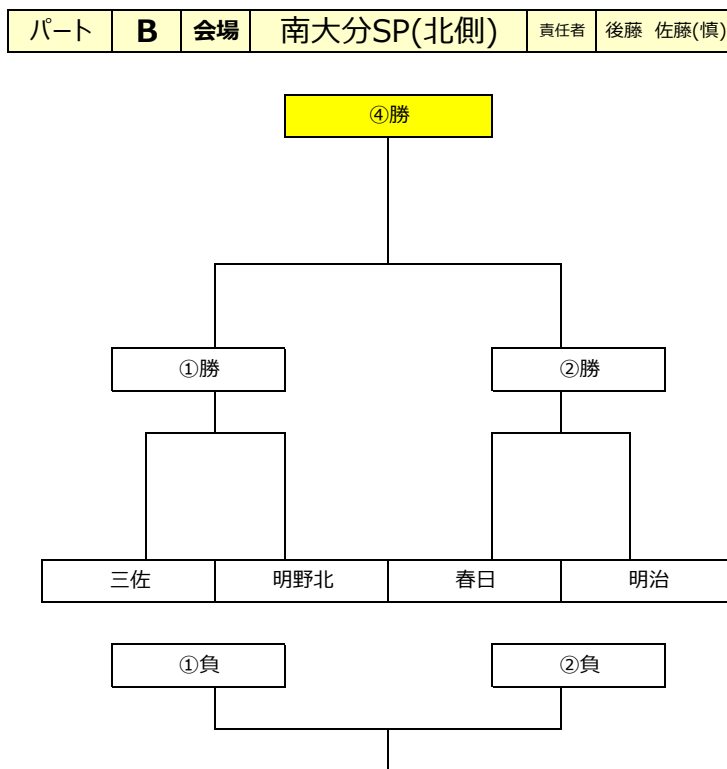 パート B 会場 南大分SP(北側) 責任者 後藤 佐藤(慎)
④勝
①勝 ②勝
三佐 明野北 春日 明治
①負 ②負